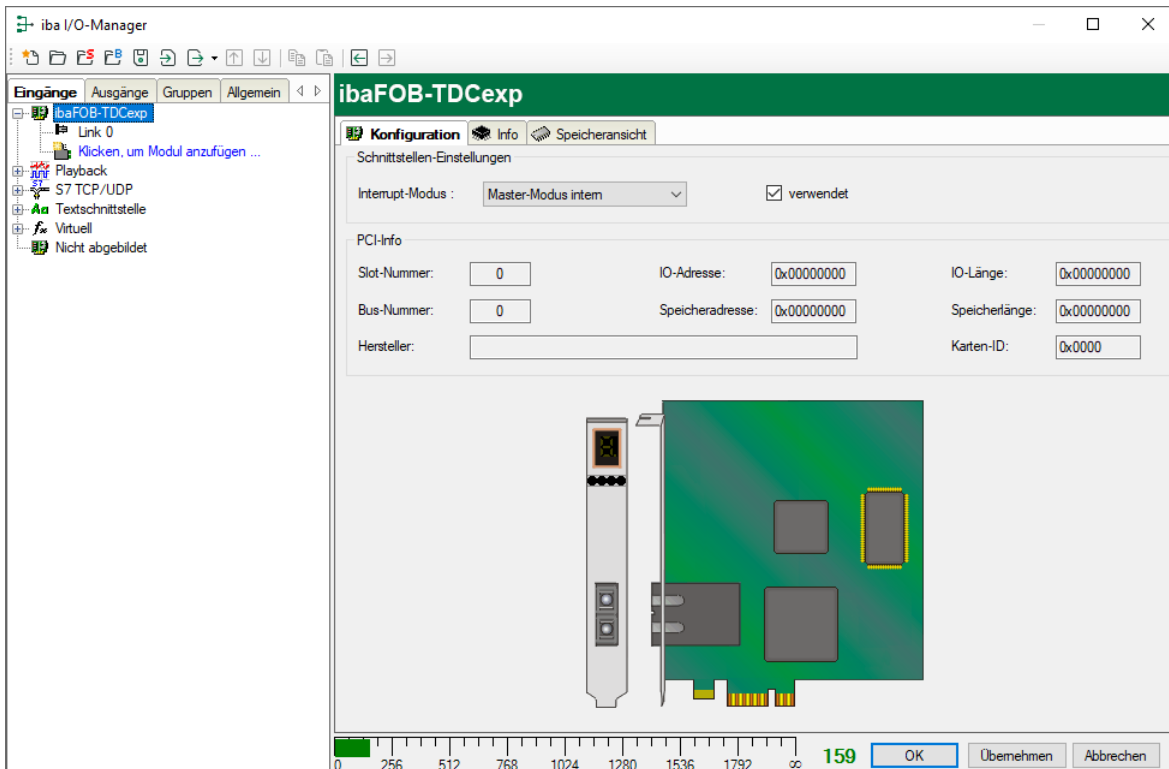 iba I/O-Manager
Eingänge Ausgänge Gruppen Allgemein
ibaFOB-TDCexp
Link 0
Klicken, um Modul anzufügen ...
Playback
S7 TCP/UDP
Textschnittstelle
Virtuell
Nicht abgebildet
ibaFOB-TDCexp
Konfiguration Info Speicheransicht
Schnittstellen-Einstellungen
Interrupt-Modus : Master-Modus intern verwendet
PCI-Info
Slot-Nummer: 0 IO-Adresse: 0x00000000 IO-Länge: 0x00000000
Bus-Nummer: 0 Speicheradresse: 0x00000000 Speicherlänge: 0x00000000
Hersteller: Karten-ID: 0x0000
0 256 512 768 1024 1280 1536 1792 ∞ 159 OK Übernehmen Abbrechen